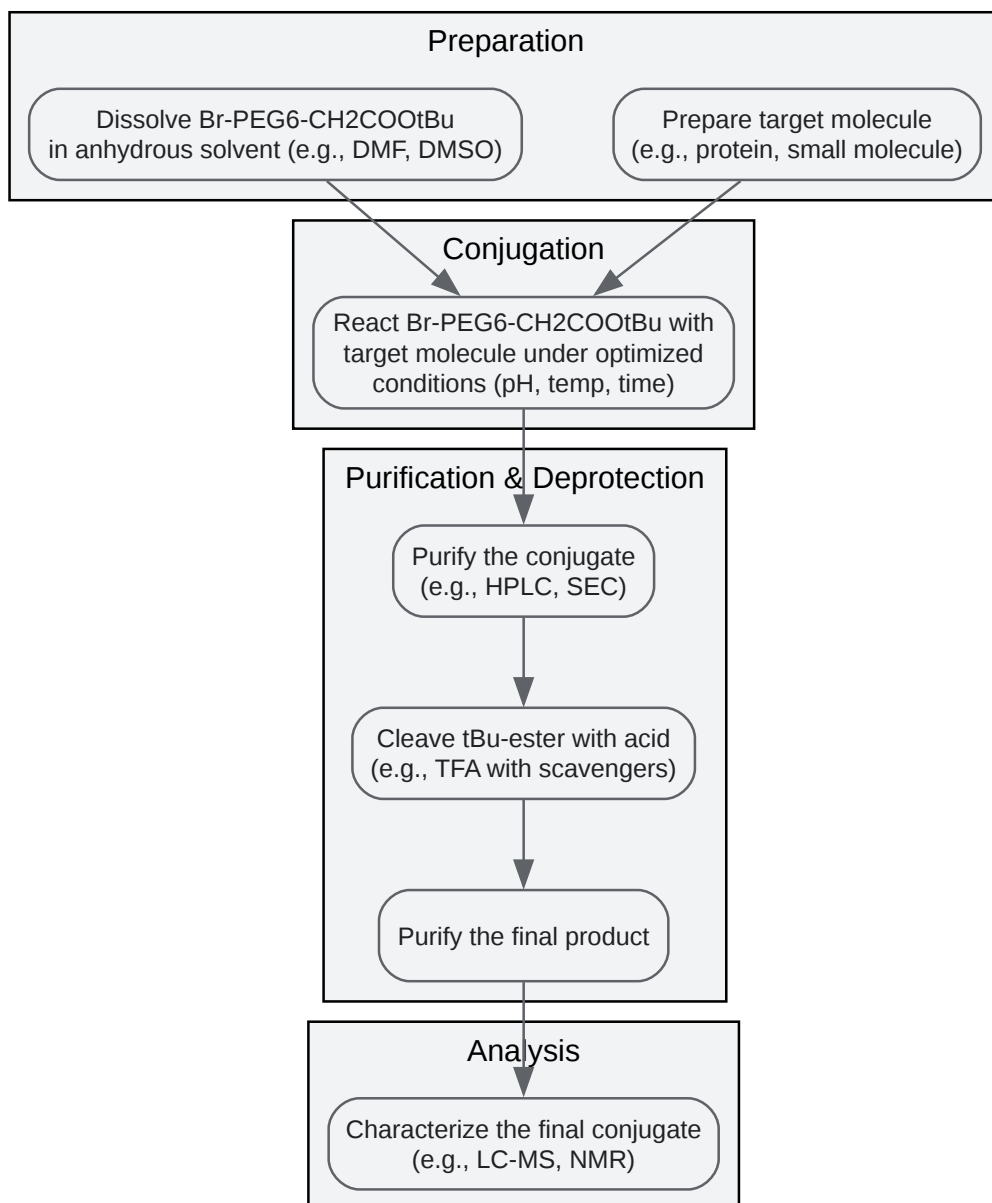 Preparation
Dissolve Br-PEG6-CH2COOtBu
in anhydrous solvent (e.g., DMF, DMSO)
Prepare target molecule
(e.g., protein, small molecule)
Conjugation
React Br-PEG6-CH2COOtBu with
target molecule under optimized
conditions (pH, temp, time)
Purification & Deprotection
Purify the conjugate
(e.g., HPLC, SEC)
Cleave tBu-ester with acid
(e.g., TFA with scavengers)
Purify the final product
Analysis
Characterize the final conjugate
(e.g., LC-MS, NMR)